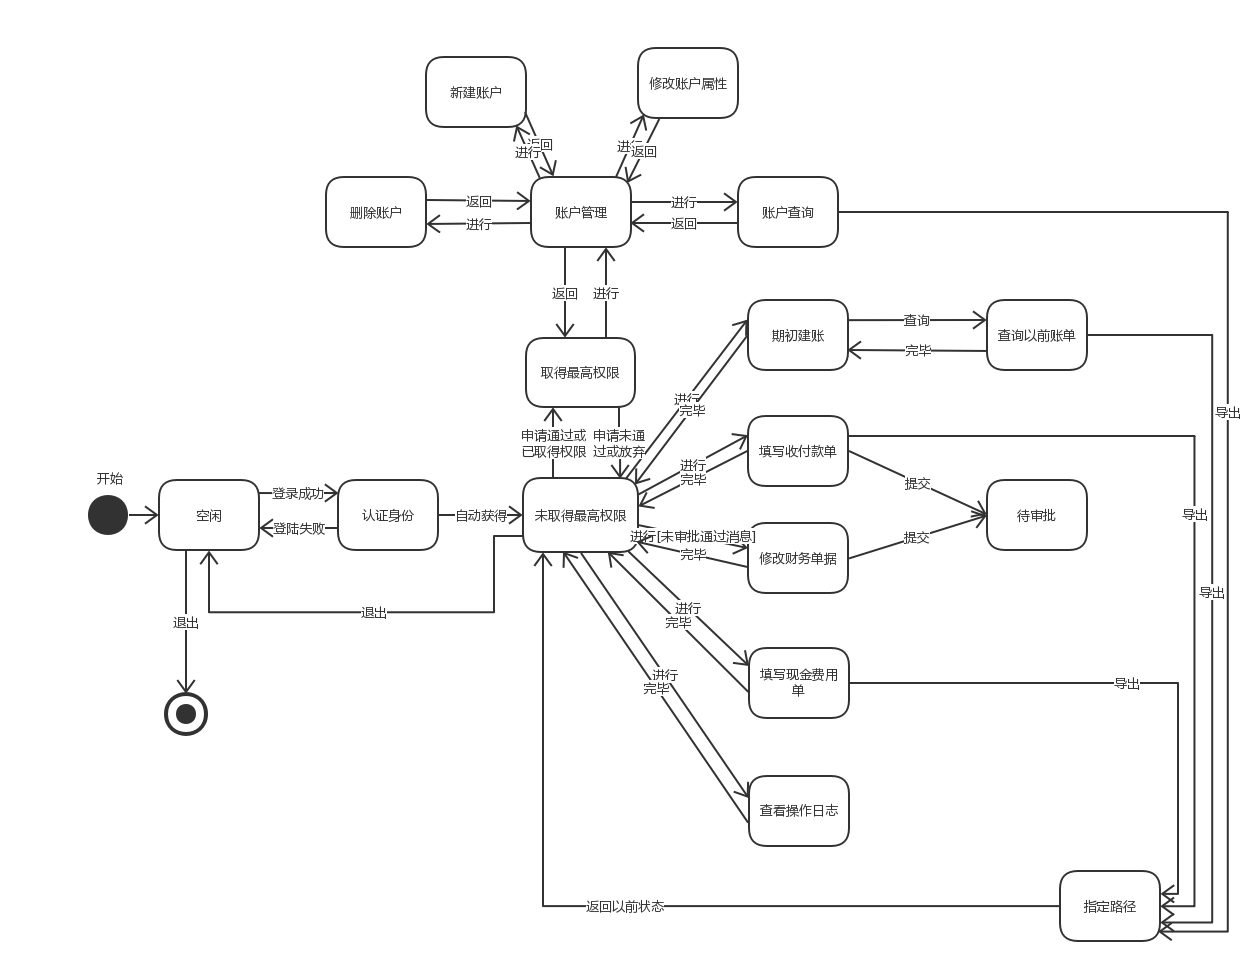 新建账户
修改账户属性
返回
进行
进行
返回
删除账户
返回
进行
账户管理
进行
返回
账户查询
返回
进行
期初建账
查询
完毕
查询以前账单
取得最高权限
进行
完毕
导出
申请通过或
已取得权限
申请未通
过或放弃
填写收付款单
进行
完毕
提交
开始
空闲
登录成功
登陆失败
认证身份
自动获得
未取得最高权限
待审批
导出
进行[未审批通过消息]
完毕
修改财务单据
提交
导出
退出
退出
进行
完毕
填写现金费用
单
导出
进行
完毕
查看操作日志
返回以前状态
指定路径